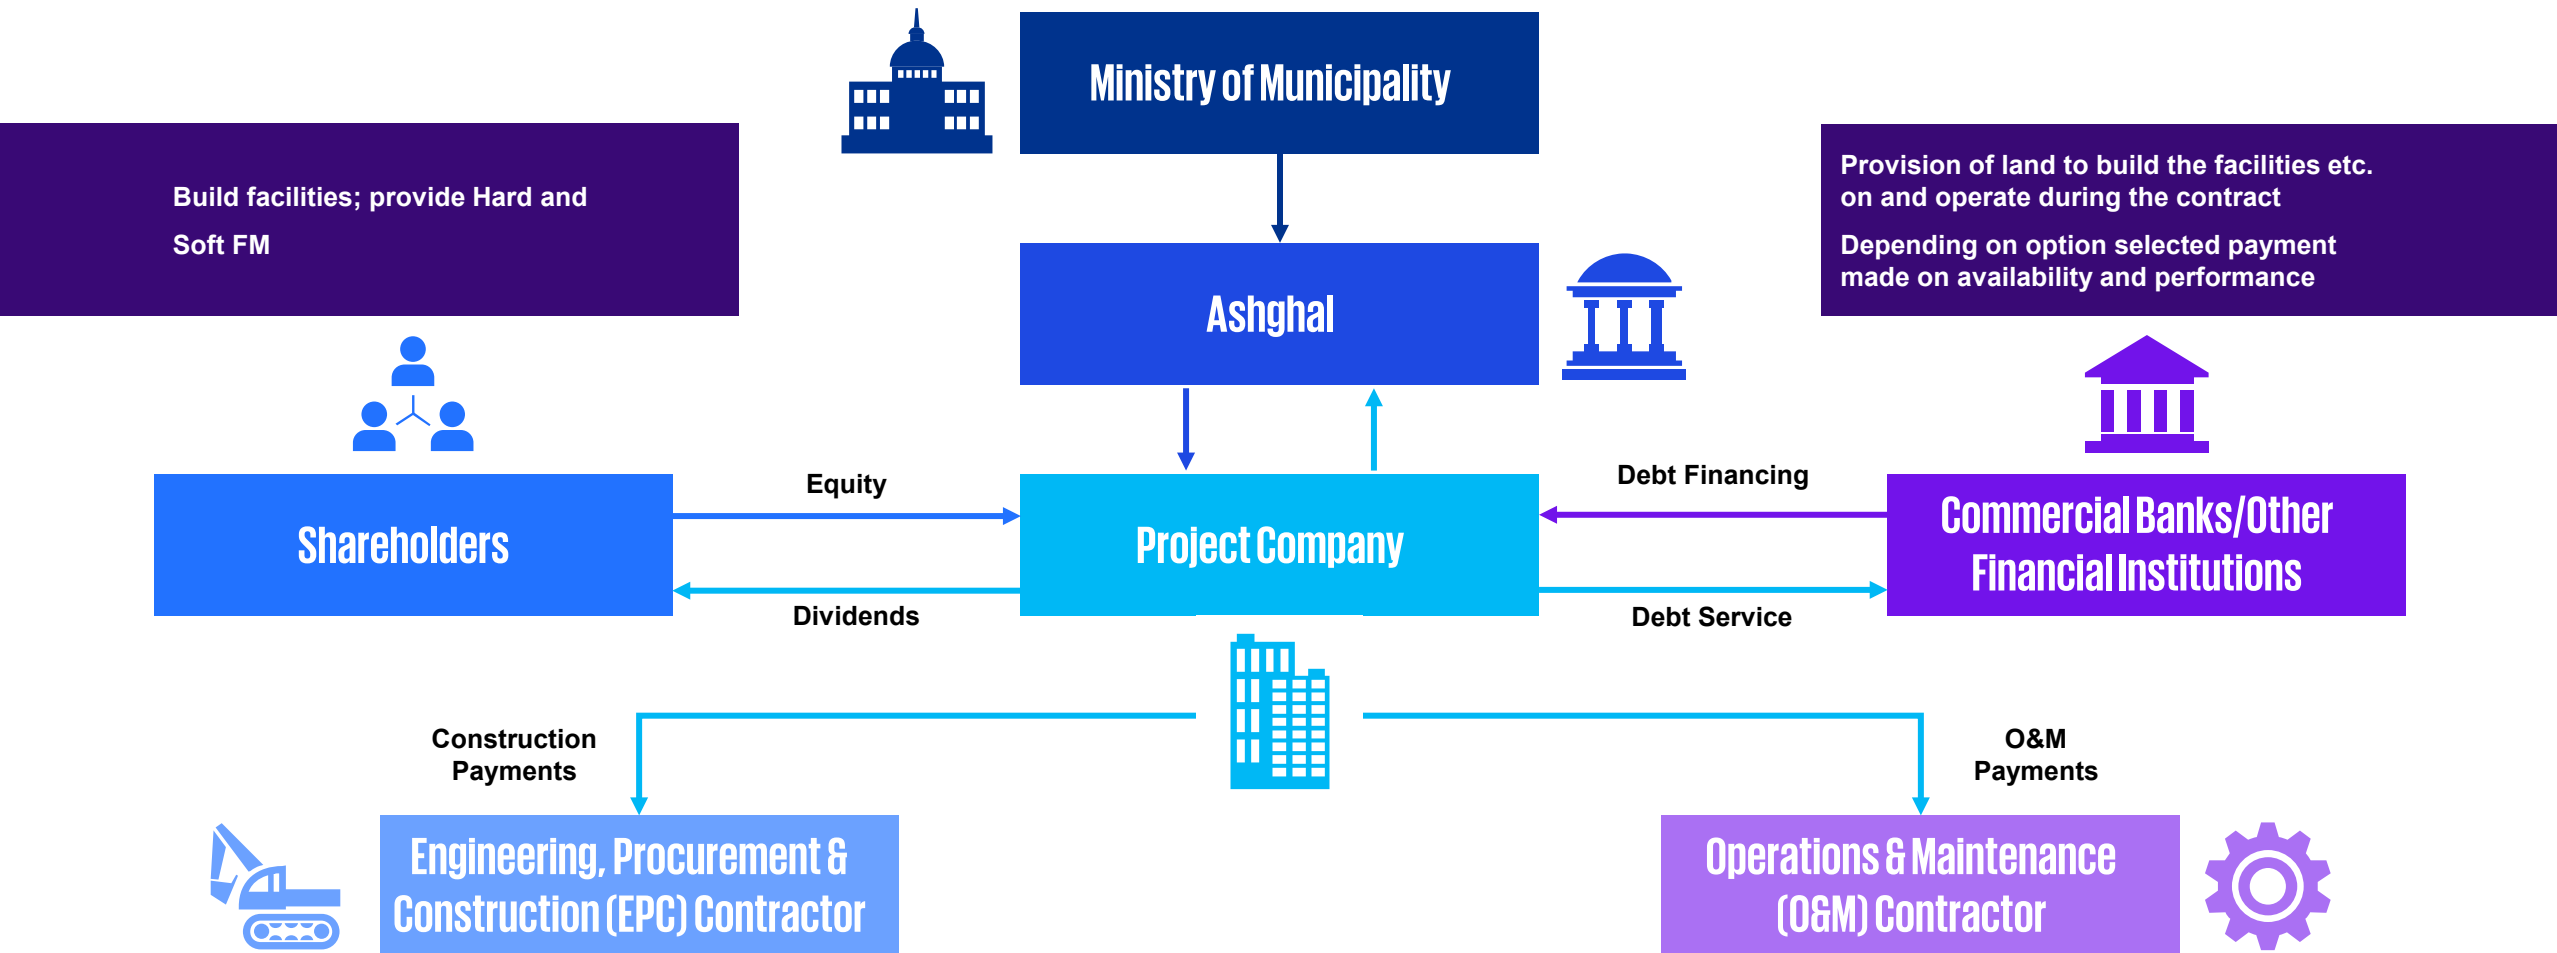 Ministry of Municipality
Build facilities; provide Hard and
Soft FM
Provision of land to build the facilities etc.
on and operate during the contract
Depending on option selected payment
made on availability and performance
Ashghal
Shareholders
Equity
Dividends
Project Company
Debt Financing
Debt Service
Commercial Banks/Other
Financial Institutions
Construction
Payments
O&M
Payments
Engineering, Procurement &
Construction (EPC) Contractor
Operations & Maintenance
(O&M) Contractor